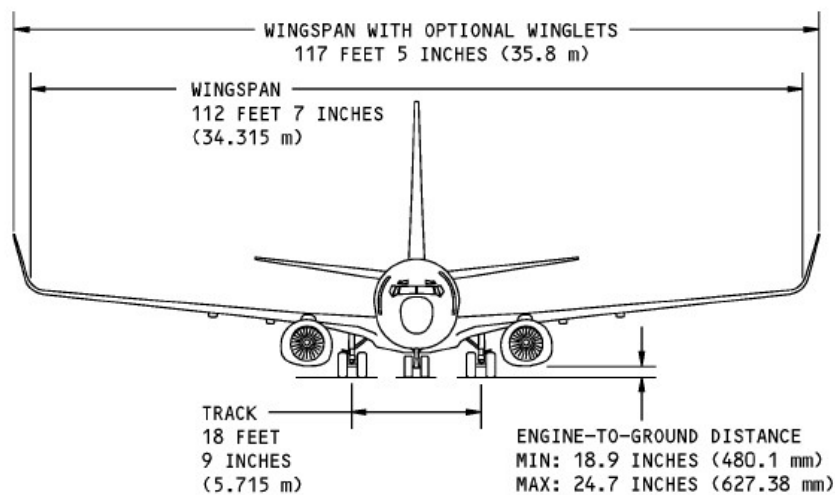 WINGSPAN WITH OPTIONAL WINGLETS
117 FEET 5 INCHES (35.8 m)
WINGSPAN
112 FEET 7 INCHES
(34.315 m)
TRACK
18 FEET
9 INCHES
(5.715 m)
ENGINE-TO-GROUND DISTANCE
MIN: 18.9 INCHES (480.1 mm)
MAX: 24.7 INCHES (627.38 mm)